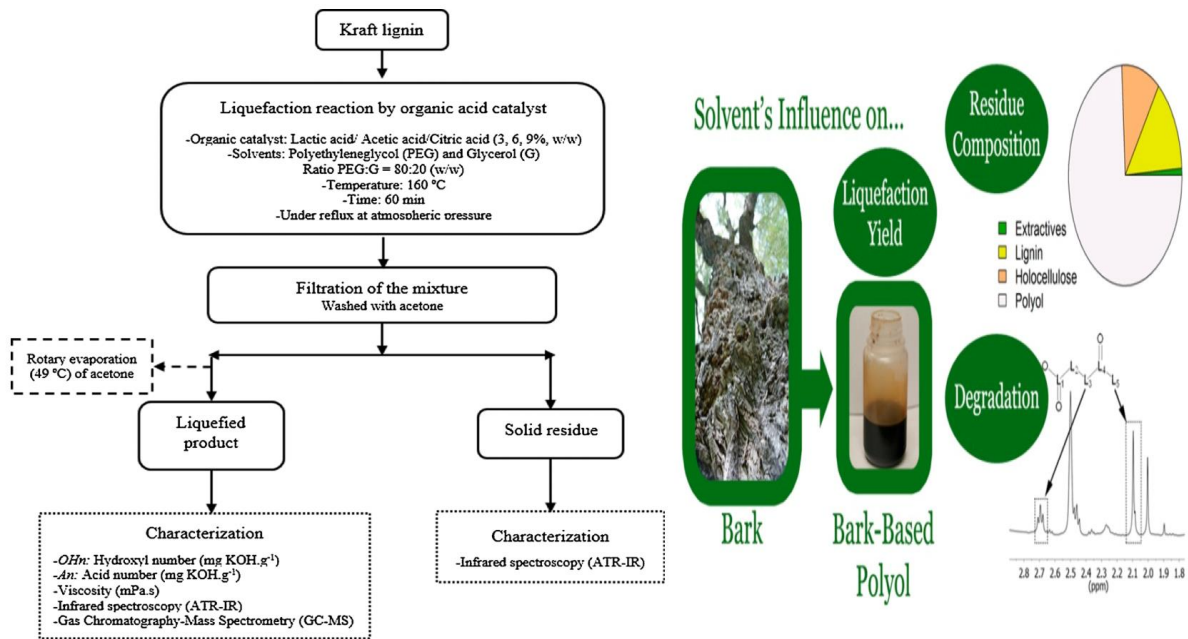 Kraft lignin
Liquefaction reaction by organic acid catalyst
-Organic catalyst: Lactic acid/ Acetic acid/Citric acid (3, 6, 9%, w/w)
-Solvents: Polyethyleneglycol (PEG) and Glycerol (G)
Ratio PEG:G = 80:20 (w/w)
-Temperature: 160 °C
-Time: 60 min
-Under reflux at atmospheric pressure
Filtration of the mixture
Washed with acetone
Rotary evaporation
(49 °C) of acetone
Liquefied
product
Solid residue
Characterization
-OHn: Hydroxyl number (mg KOH.g⁻¹)
-An: Acid number (mg KOH.g⁻¹)
-Viscosity (mPa.s)
-Infrared spectroscopy (ATR-IR)
-Gas Chromatography-Mass Spectrometry (GC-MS)
Characterization
-Infrared spectroscopy (ATR-IR)
Solvent's Influence on...
Residue
Composition
Liquefaction
Yield
Extractives
Lignin
Holocellulose
Polyol
Degradation
Bark
Bark-Based
Polyol
O
O
O
L₁
L₂
L₃
L₄
L₅
2.8 2.7 2.6 2.5 2.4 2.3 2.2 2.1 2.0 1.9 1.8
(ppm)